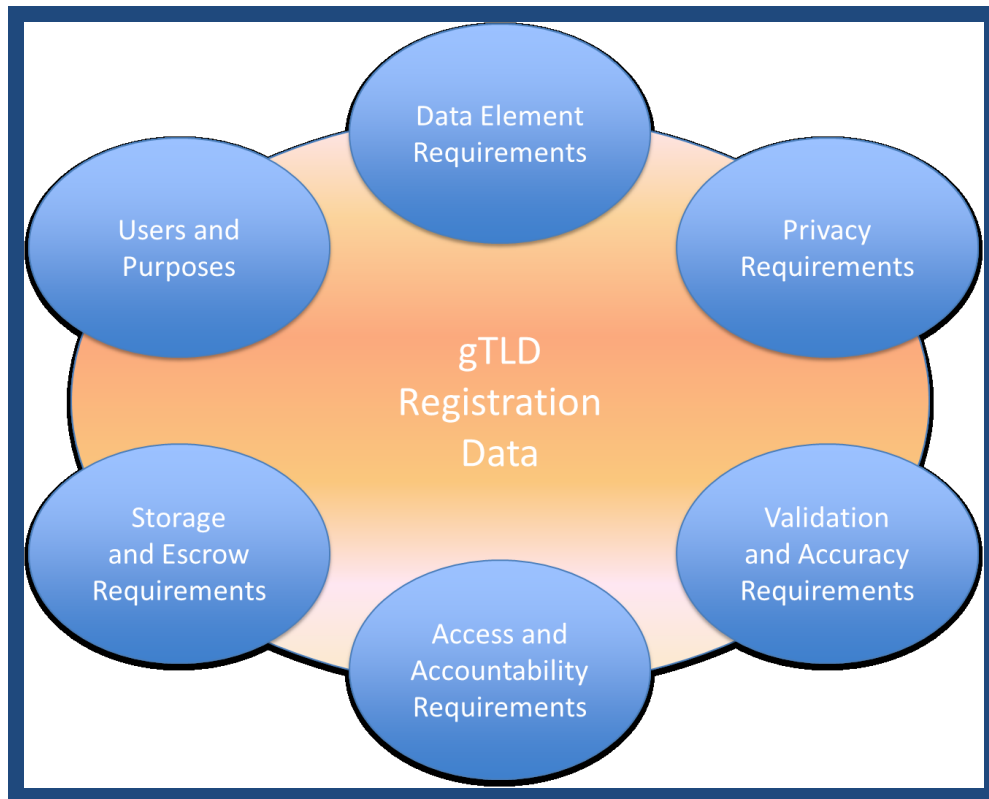 Data Element
Requirements
Users and
Purposes
Privacy
Requirements
gTLD
Registration
Data
Storage
and Escrow
Requirements
Validation
and Accuracy
Requirements
Access and
Accountability
Requirements